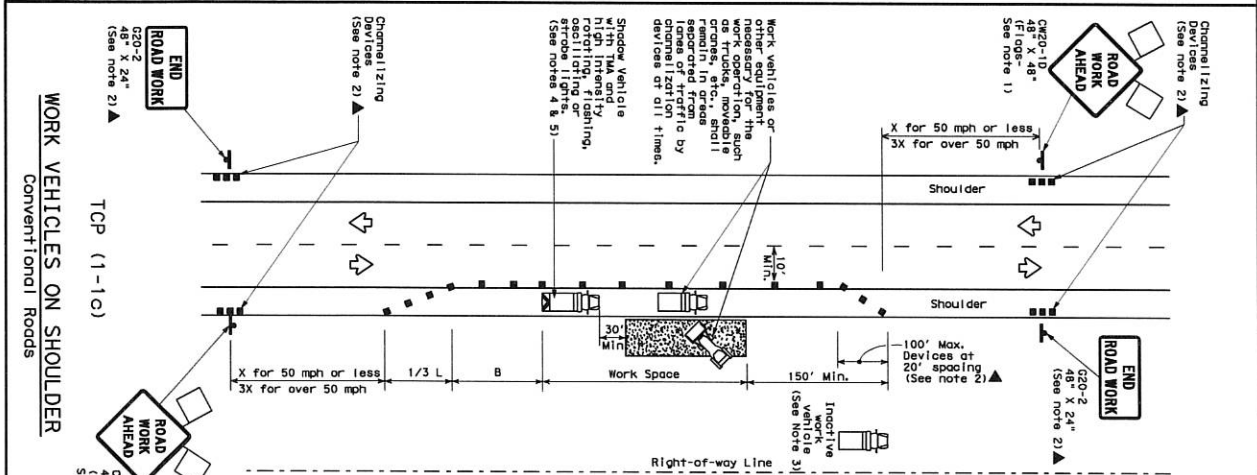 Channelizing
Devices
(See note 2) ▲
ROAD
WORK
AHEAD
CW20-1D
48" X 48"
(Flags-
See note 1)
X for 50 mph or less
3X for over 50 mph
Shoulder
Work vehicles or
other equipment
necessary for the
work operation, such
as trucks, moveable
cranes, etc., shall
remain in areas
separated from
lanes of traffic by
channelization
devices at all times.
Shadow Vehicle
with TMA and
high intensity
rotating, flashing,
oscillating or
strobe lights.
(See notes 4 & 5)
Channelizing
Devices
(See note 2) ▲
END
ROAD WORK
G20-2
48" X 24"
(See note 2) ▲
10'
Min.
Shoulder
30'
Min
X for 50 mph or less
3X for over 50 mph
1/3 L
B
Work Space
150' Min.
100' Max.
Devices at
20' spacing
(See note 2) ▲
END
ROAD WORK
G20-2
48" X 24"
(See note 2) ▲
Inactive
work
vehicle
(See Note 3)
ROAD
WORK
AHEAD
Right-of-way Line
TCP (1-1c)
WORK VEHICLES ON SHOULDER
Conventional Roads